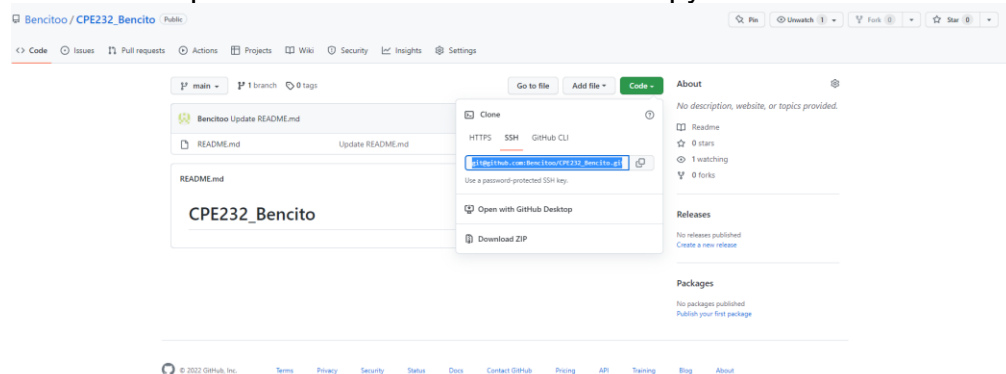 Bencitoo / CPE232_Bencito Public
Pin Unwatch 1 Fork 0 Star 0
Code Issues Pull requests Actions Projects Wiki Security Insights Settings
main 1 branch 0 tags Go to file Add file Code
Bencitoo Update README.md
README.md Update README.md
README.md
CPE232_Bencito
Clone
HTTPS SSH GitHub CLI
git@github.com:Bencitoo/CPE232_Bencito.git
Use a password-protected SSH key.
Open with GitHub Desktop
Download ZIP
About
No description, website, or topics provided.
Readme
0 stars
1 watching
0 forks
Releases
No releases published
Create a new release
Packages
No packages published
Publish your first package
© 2022 GitHub, Inc. Terms Privacy Security Status Docs Contact GitHub Pricing API Training Blog About